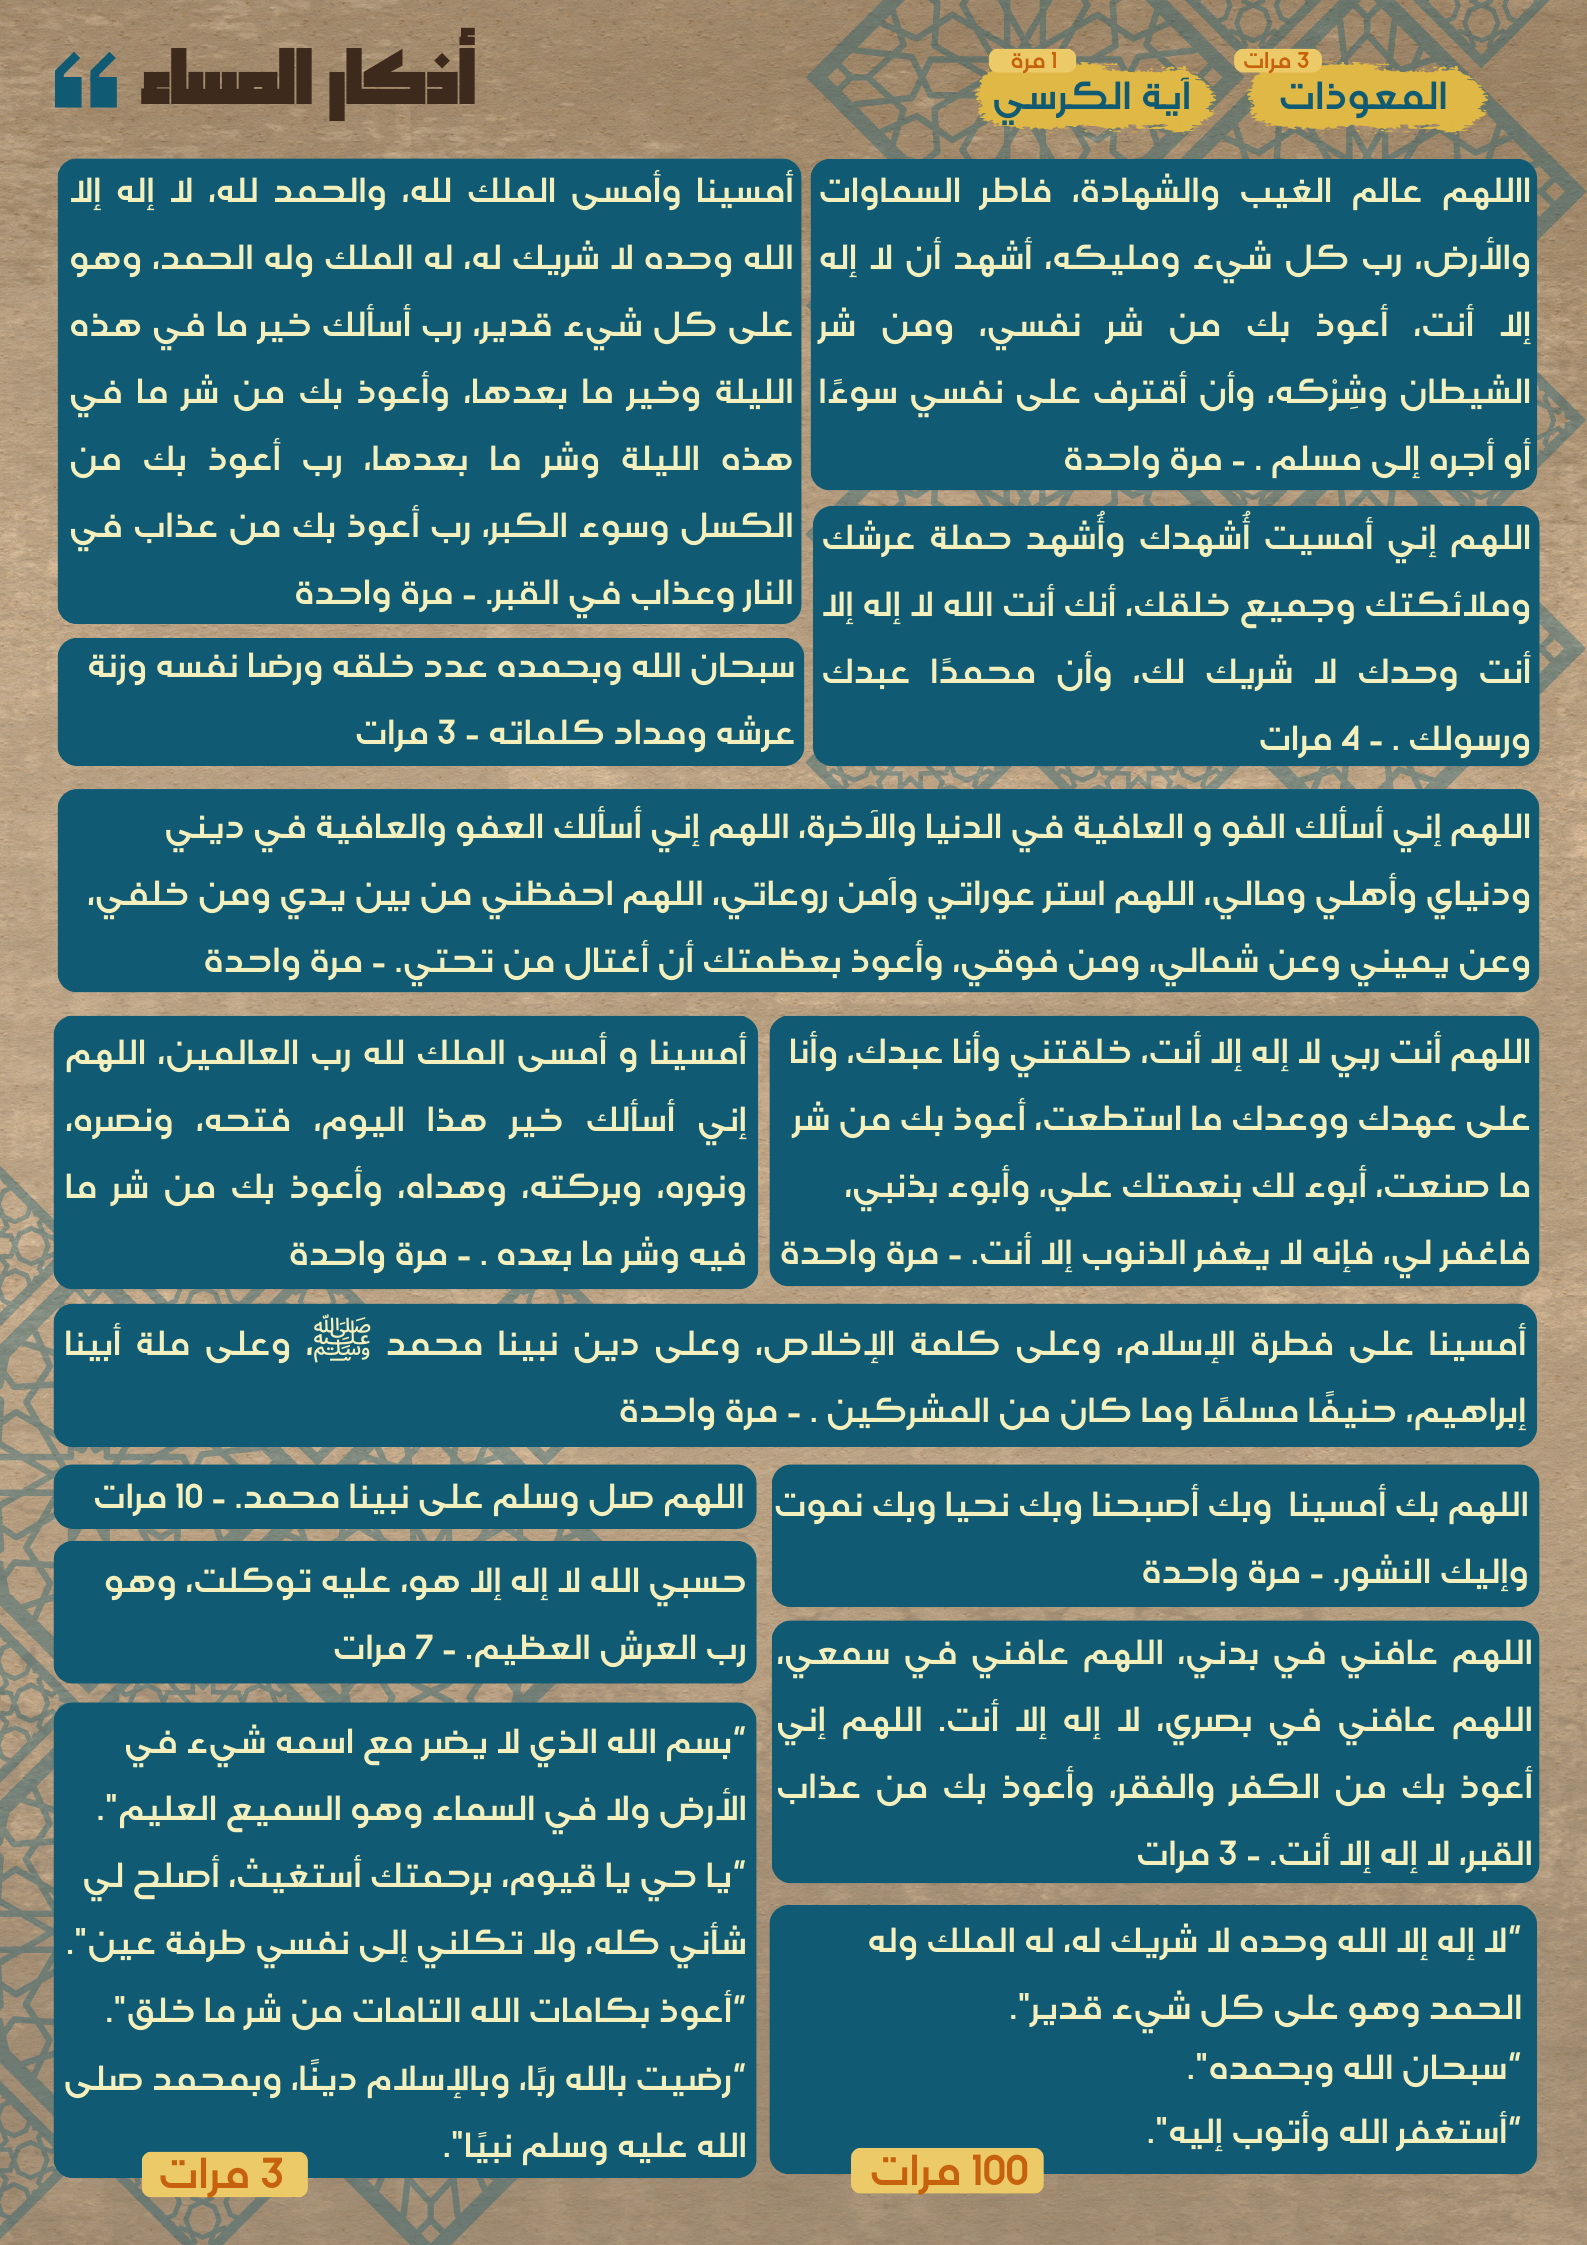 أذكار المساء
3 مرات
المعوذات
1 مرة
آية الكرسي
االلهم عالم الغيب والشهادة، فاطر السماوات
والأرض، رب كل شيء ومليكه، أشهد أن لا إله
إلا أنت، أعوذ بك من شر نفسي، ومن شر
الشيطان وشِرْكه، وأن أقترف على نفسي سوءًا
أو أجره إلى مسلم . - مرة واحدة
أمسينا وأمسى الملك لله، والحمد لله، لا إله إلا
الله وحده لا شريك له، له الملك وله الحمد، وهو
على كل شيء قدير، رب أسألك خير ما في هذه
الليلة وخير ما بعدها، وأعوذ بك من شر ما في
هذه الليلة وشر ما بعدها، رب أعوذ بك من
الكسل وسوء الكبر، رب أعوذ بك من عذاب في
النار وعذاب في القبر. - مرة واحدة
اللهم إني أمسيت أُشهدك وأُشهد حملة عرشك
وملائكتك وجميع خلقك، أنك أنت الله لا إله إلا
أنت وحدك لا شريك لك، وأن محمدًا عبدك
ورسولك . - 4 مرات
سبحان الله وبحمده عدد خلقه ورضا نفسه وزنة
عرشه ومداد كلماته - 3 مرات
اللهم إني أسألك الفو و العافية في الدنيا والآخرة، اللهم إني أسألك العفو والعافية في ديني
ودنياي وأهلي ومالي، اللهم استر عوراتي وآمن روعاتي، اللهم احفظني من بين يدي ومن خلفي،
وعن يميني وعن شمالي، ومن فوقي، وأعوذ بعظمتك أن أغتال من تحتي. - مرة واحدة
اللهم أنت ربي لا إله إلا أنت، خلقتني وأنا عبدك، وأنا
على عهدك ووعدك ما استطعت، أعوذ بك من شر
ما صنعت، أبوء لك بنعمتك علي، وأبوء بذنبي،
فاغفر لي، فإنه لا يغفر الذنوب إلا أنت. - مرة واحدة
أمسينا و أمسى الملك لله رب العالمين، اللهم
إني أسألك خير هذا اليوم، فتحه، ونصره،
ونوره، وبركته، وهداه، وأعوذ بك من شر ما
فيه وشر ما بعده . - مرة واحدة
أمسينا على فطرة الإسلام، وعلى كلمة الإخلاص، وعلى دين نبينا محمد ﷺ، وعلى ملة أبينا
إبراهيم، حنيفًا مسلمًا وما كان من المشركين . - مرة واحدة
اللهم بك أمسينا وبك أصبحنا وبك نحيا وبك نموت
وإليك النشور. - مرة واحدة
اللهم صل وسلم على نبينا محمد. - 10 مرات
حسبي الله لا إله إلا هو، عليه توكلت، وهو
رب العرش العظيم. - 7 مرات
اللهم عافني في بدني، اللهم عافني في سمعي،
اللهم عافني في بصري، لا إله إلا أنت. اللهم إني
أعوذ بك من الكفر والفقر، وأعوذ بك من عذاب
القبر، لا إله إلا أنت. - 3 مرات
“بسم الله الذي لا يضر مع اسمه شيء في
الأرض ولا في السماء وهو السميع العليم".
“يا حي يا قيوم، برحمتك أستغيث، أصلح لي
شأني كله، ولا تكلني إلى نفسي طرفة عين".
“أعوذ بكامات الله التامات من شر ما خلق".
“رضيت بالله ربًا، وبالإسلام دينًا، وبمحمد صلى
الله عليه وسلم نبيًا".
3 مرات
“لا إله إلا الله وحده لا شريك له، له الملك وله
الحمد وهو على كل شيء قدير".
“سبحان الله وبحمده".
“أستغفر الله وأتوب إليه".
100 مرات